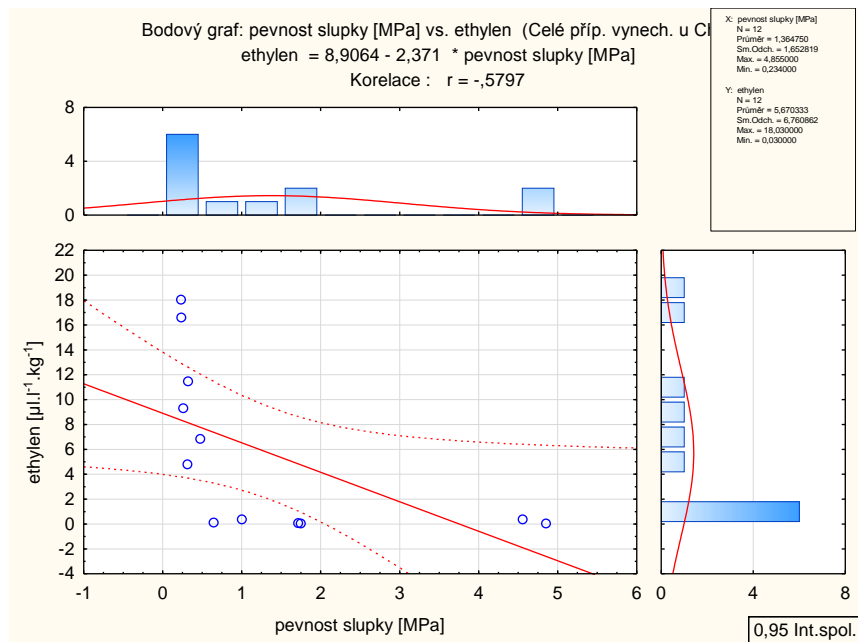 Bodový graf: pevnost slupky [MPa] vs. ethylen (Celé příp. vynech. u Ch
ethylen = 8,9064 - 2,371 * pevnost slupky [MPa]
Korelace : r = -,5797
X: pevnost slupky [MPa]
N = 12
Průměr = 1,364750
Sm.Odch. = 1,652819
Max. = 4,855000
Min. = 0,234000
Y: ethylen
N = 12
Průměr = 5,670333
Sm.Odch. = 6,760862
Max. = 18,030000
Min. = 0,030000
8
4
0
22
20
18
16
14
12
10
8
6
4
2
0
-2
-4
ethylen [µl.l⁻¹.kg⁻¹]
-1 0 1 2 3 4 5 6
pevnost slupky [MPa]
0 4 8
0,95 Int.spol.